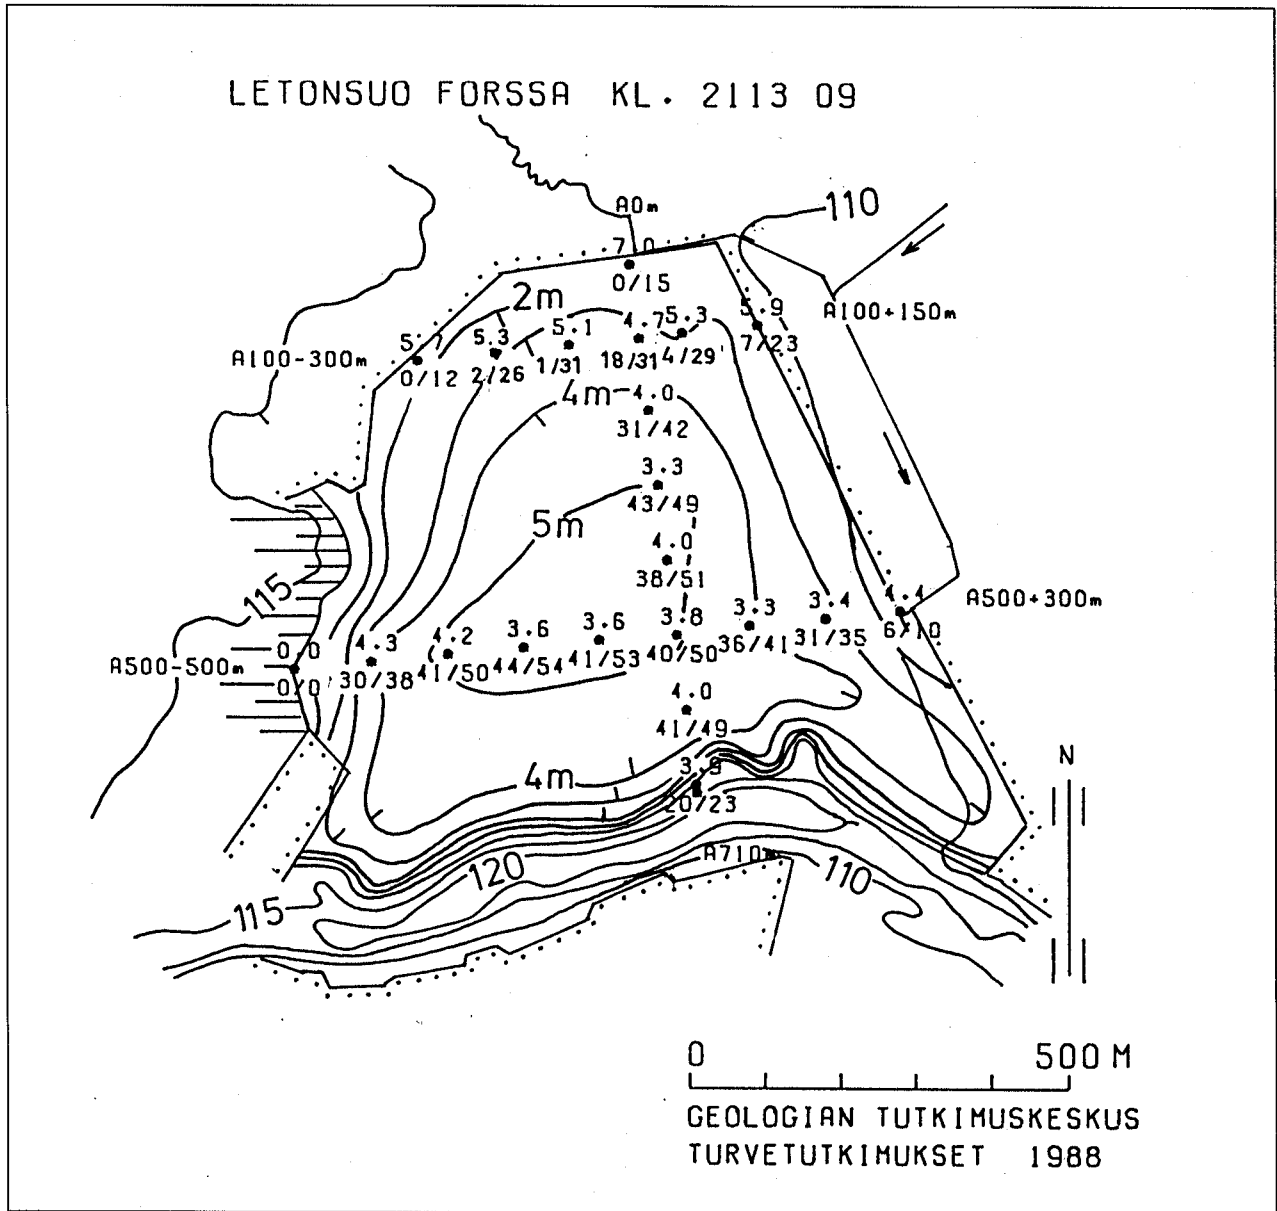 LETONSUO FORSSA KL. 2113 09
A0m
110
7.0
0/15
2m
A100+150m
5.7 5.3 5.1 4.7 5.3 5.9
A100-300m
0/12 2/26 1/31 18/31 4/29 7/23
4m
4.0
31/42
3.3
43/49
5m
4.0
38/51
115
A500+300m
0/0 4.3 4.2 3.6 3.6 3.8 3.3 3.4 4.4
A500-500m
0/0 30/38 41/50 44/54 41/53 40/50 36/41 31/35 6/10
4.0
41/49
N
4m
3.9
20/23
A710m
120
110
115
0 500 M
GEOLOGIAN TUTKIMUSKESKUS
TURVETUTKIMUKSET 1988